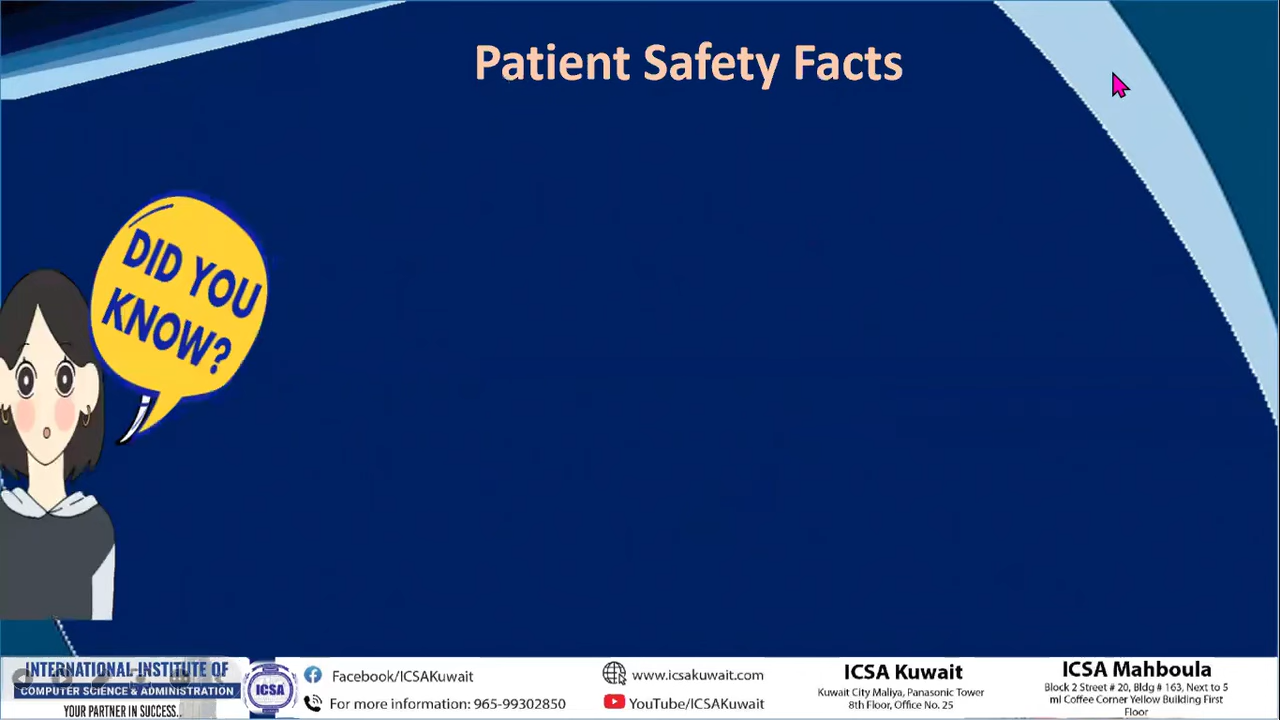 Patient Safety Facts
DID YOU
KNOW?
INTERNATIONAL INSTITUTE OF
COMPUTER SCIENCE & ADMINISTRATION
YOUR PARTNER IN SUCCESS..
ICSA
Facebook/ICSAKuwait
For more information: 965-99302850
www.icsakuwait.com
YouTube/ICSAKuwait
ICSA Kuwait
Kuwait City Maliya, Panasonic Tower
8th Floor, Office No. 25
ICSA Mahboula
Block 2 Street # 20, Bldg # 163, Next to 5
ml Coffee Corner Yellow Building First
Floor